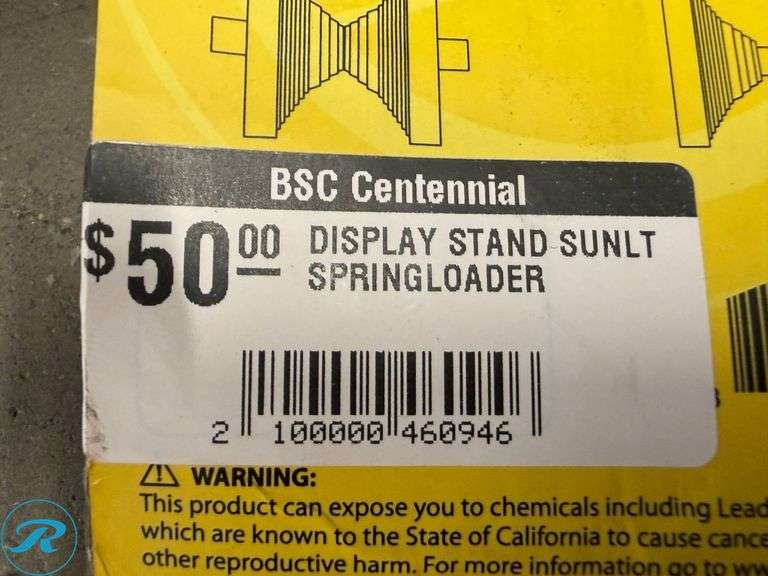 BSC Centennial
$50.00 DISPLAY STAND SUNLT
SPRINGLOADER
2 100000 460946
WARNING:
This product can expose you to chemicals including Lead
which are known to the State of California to cause
other reproductive harm. For more information go to